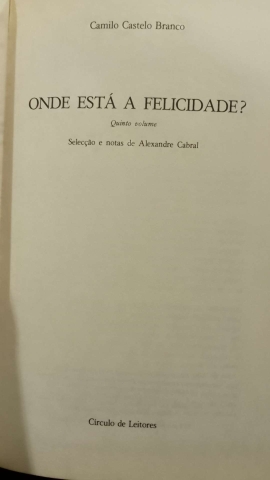 Camilo Castelo Branco
ONDE ESTÁ A FELICIDADE?
Quinto volume
Selecção e notas de Alexandre Cabral
Círculo de Leitores